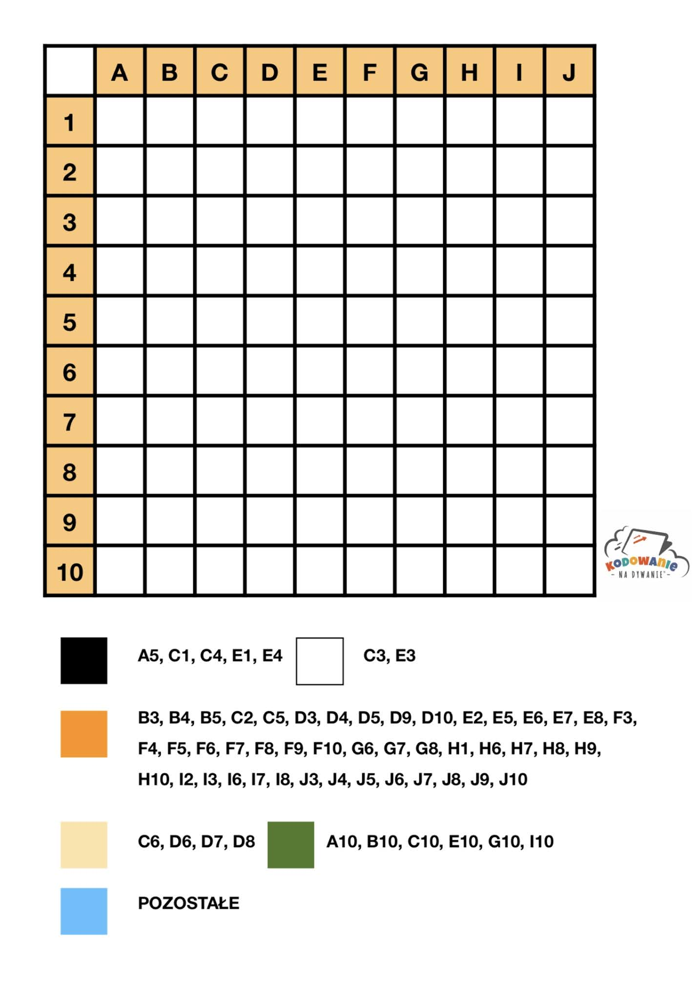 A B C D E F G H I J
1
2
3
4
5
6
7
8
9
10
KODOWANIE
- NA DYWANIE® -
A5, C1, C4, E1, E4 C3, E3
B3, B4, B5, C2, C5, D3, D4, D5, D9, D10, E2, E5, E6, E7, E8, F3,
F4, F5, F6, F7, F8, F9, F10, G6, G7, G8, H1, H6, H7, H8, H9,
H10, I2, I3, I6, I7, I8, J3, J4, J5, J6, J7, J8, J9, J10
C6, D6, D7, D8 A10, B10, C10, E10, G10, I10
POZOSTAŁE